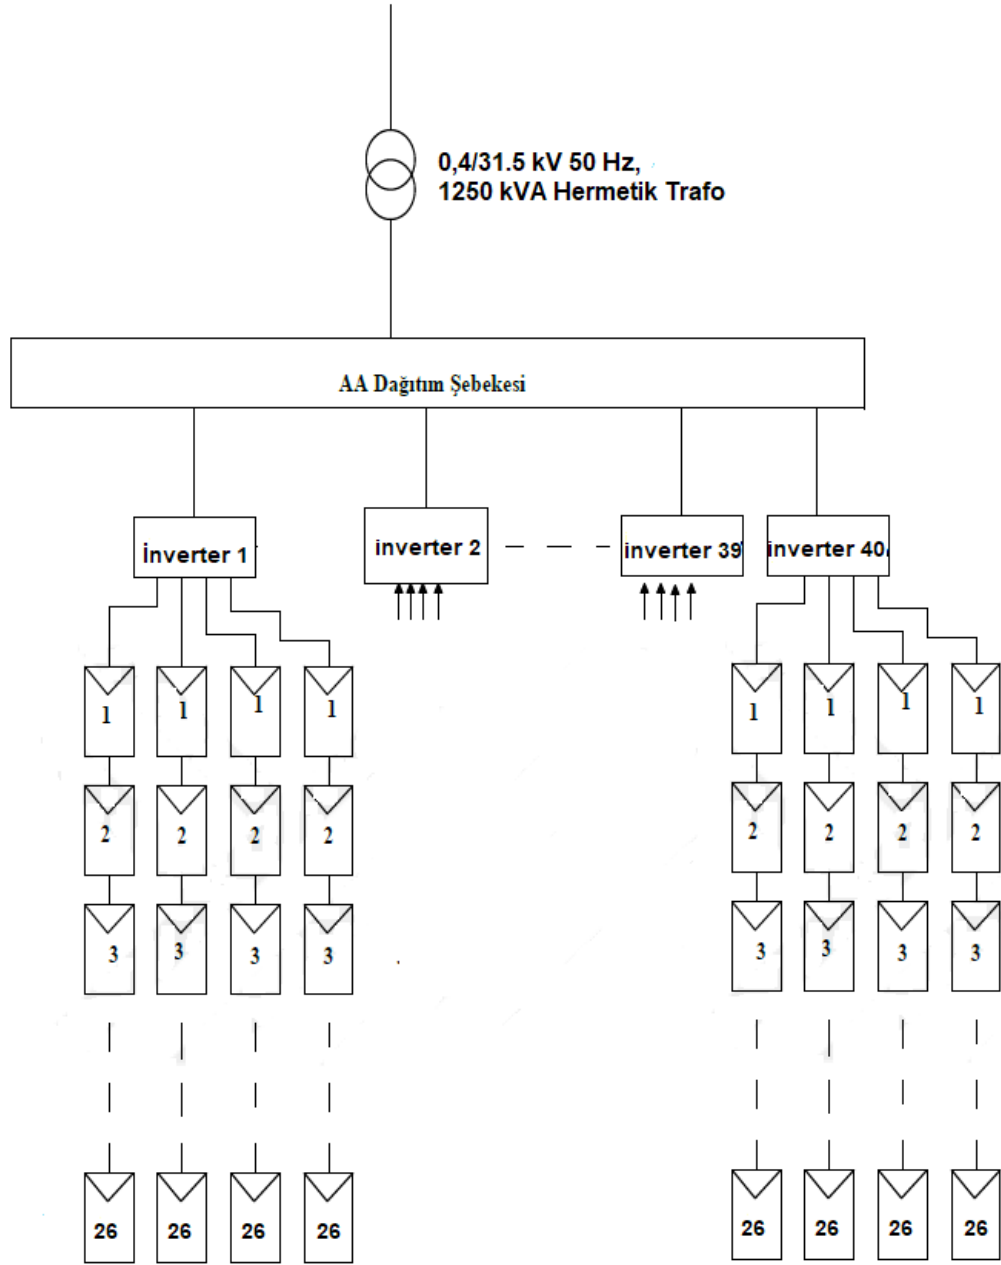 0,4/31.5 kV 50 Hz,
1250 kVA Hermetik Trafo
AA Dağıtım Şebekesi
İnverter 1
inverter 2
inverter 39
inverter 40
1 1 1 1
1 1 1 1
2 2 2 2
2 2 2 2
3 3 3 3
3 3 3 3
26 26 26 26
26 26 26 26